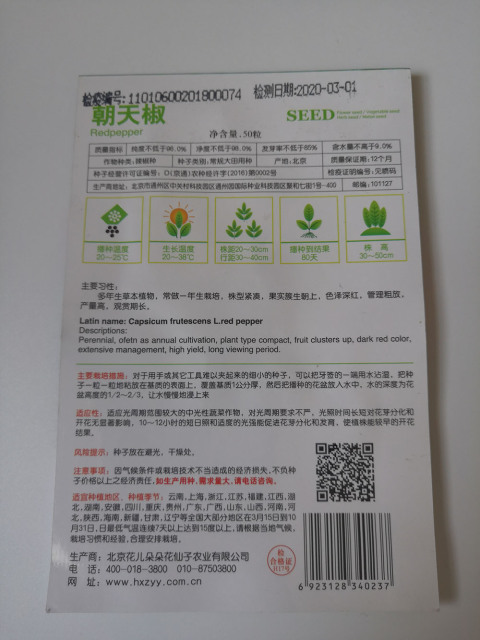 检疫编号:11010600201800074 检测日期:2020-03-01
朝天椒
Redpepper
SEED
净含量:50粒
质量指标 纯度不低于98.0% 净度不低于98.0% 发芽率不低于85% 含水量不高于9.0%
作物种类:辣椒种 种子类别:常规大田用种 产地:北京 质量保证期:12个月
种子经营许可证编号:D(京通)农种经许字(2016)第0002号 检疫证明编号:见喷码
生产商地址:北京市通州区中关村科技园区通州园国际种业科技园区聚和七街1号-400 邮编:101127
播种温度
20~25℃
生长温度
20~38℃
株距20~30cm
行距30~40cm
播种到结果
80天
株 高
30~50cm
主要习性:
多年生草本植物,常做一年生栽培,株型紧凑,果实簇生朝上,色泽深红,管理粗放,
产量高,观赏期长。
Latin name: Capsicum frutescens L.red pepper
Descriptions:
Perennial, ofetn as annual cultivation, plant type compact, fruit clusters up, dark red color,
extensive management, high yield, long viewing period.
主要栽培措施:对于用手或其它工具难以夹起来的细小的种子,可以把牙签的一端用水沾湿,把种
子一粒一粒地粘放在基质的表面上,覆盖基质1公分厚,然后把播种的花盆放入水中,水的深度为花
盆高度的1/2~2/3,让水慢慢地浸上来
适应性:适应光周期范围较大的中光性蔬菜作物,对光周期要求不严,光照时间长短对花芽分化和
开花无显著影响,10~12小时的短日照和适度的光强能促进花芽分化和发育,使植株能较早的开花
结果。
风险提示:种子放在避光、干燥处。
注意事项:因气候条件或栽培技术不当造成的经济损失,不负种
子价格以上之经济责任,如生产用种,需求量大,请电话咨询。
适宜种植地区、种植季节:云南,上海,浙江,江苏,福建,江西,湖
北,湖南,安徽,四川,重庆,贵州,广东,广西,山东,山西,河南,河
北,陕西,海南,新疆,甘肃,辽宁等全国大部分地区在3月15日到10
月31日,日最低气温连续7天以上达到15度以上,请根据当地气候,
栽培习惯和经验,合理安排栽培。
生产商:北京花儿朵朵花仙子农业有限公司
电 话:400-018-3800 010-87503800
网 址:www.hxzyy.com.cn
检
合格证
6 923128 340237